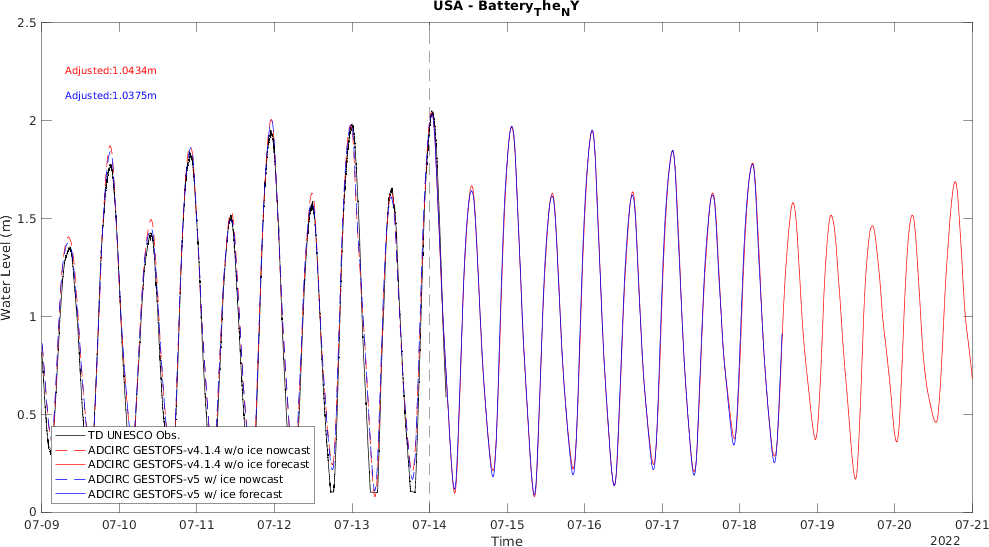 USA - BatteryTheNY
Adjusted:1.0434m
Adjusted:1.0375m
2.5
2
1.5
1
0.5
0
Water Level (m)
TD UNESCO Obs.
ADCIRC GESTOFS-v4.1.4 w/o ice nowcast
ADCIRC GESTOFS-v4.1.4 w/o ice forecast
ADCIRC GESTOFS-v5 w/ ice nowcast
ADCIRC GESTOFS-v5 w/ ice forecast
07-09 07-10 07-11 07-12 07-13 07-14 07-15 07-16 07-17 07-18 07-19 07-20 07-21
Time
2022